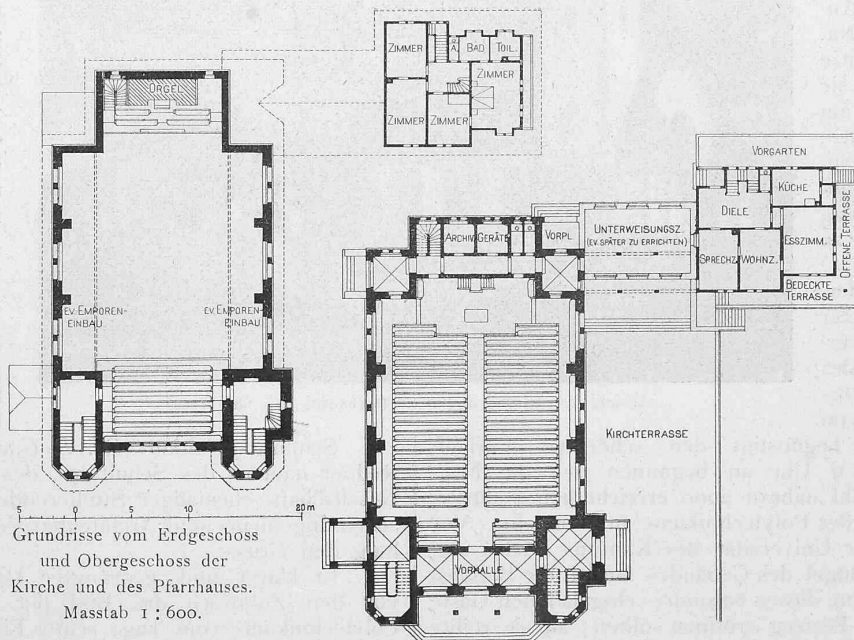 ORGEL
EV. EMPOREN-
EINBAU
EV. EMPOREN-
EINBAU
ZIMMER
A.
BAD
TOIL.
ZIMMER
ZIMMER
ZIMMER
VORGARTEN
KÜCHE
DIELE
ESSZIMM.
SPRECHZ.
WOHNZ.
OFFENE TERRASSE
BEDECKTE
TERRASSE
UNTERWEISUNGSZ.
(EV. SPÄTER ZU ERRICHTEN)
ARCHIV
GERÄTE
VORPL.
KIRCHTERRASSE
VORHALLE
5 0 5 10 20 m
Grundrisse vom Erdgeschoss
und Obergeschoss der
Kirche und des Pfarrhauses.
Masstab 1 : 600.